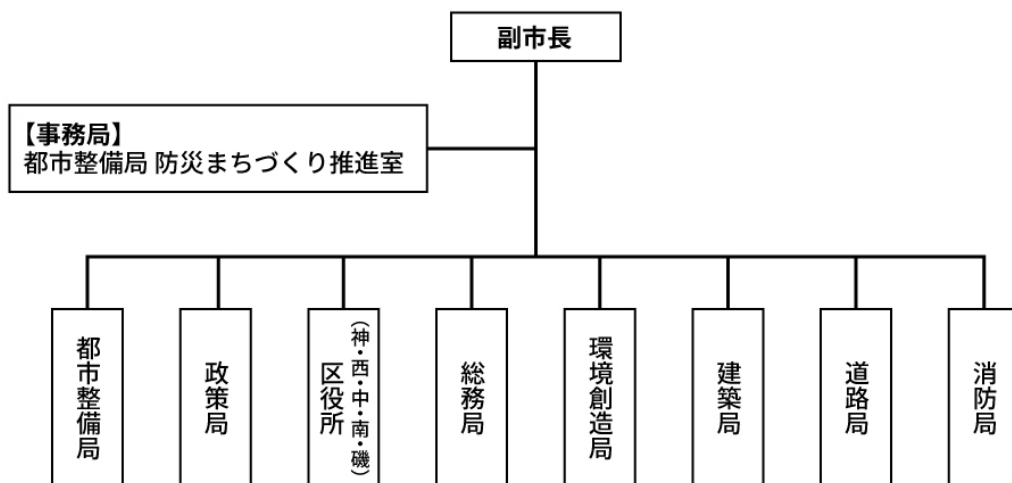 副市長
【事務局】
都市整備局 防災まちづくり推進室
都市整備局
政策局
区役所
（神・西・中・南・磯）
総務局
環境創造局
建築局
道路局
消防局